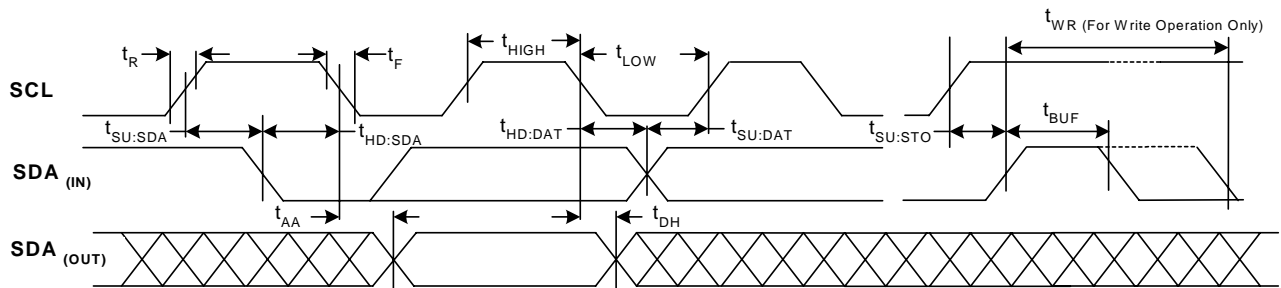 tWR (For Write Operation Only)
tR
tF
tHIGH
tLOW
SCL
tSU:SDA
tHD:SDA
tHD:DAT
tSU:DAT
tSU:STO
tBUF
SDA (IN)
tAA
tDH
SDA (OUT)